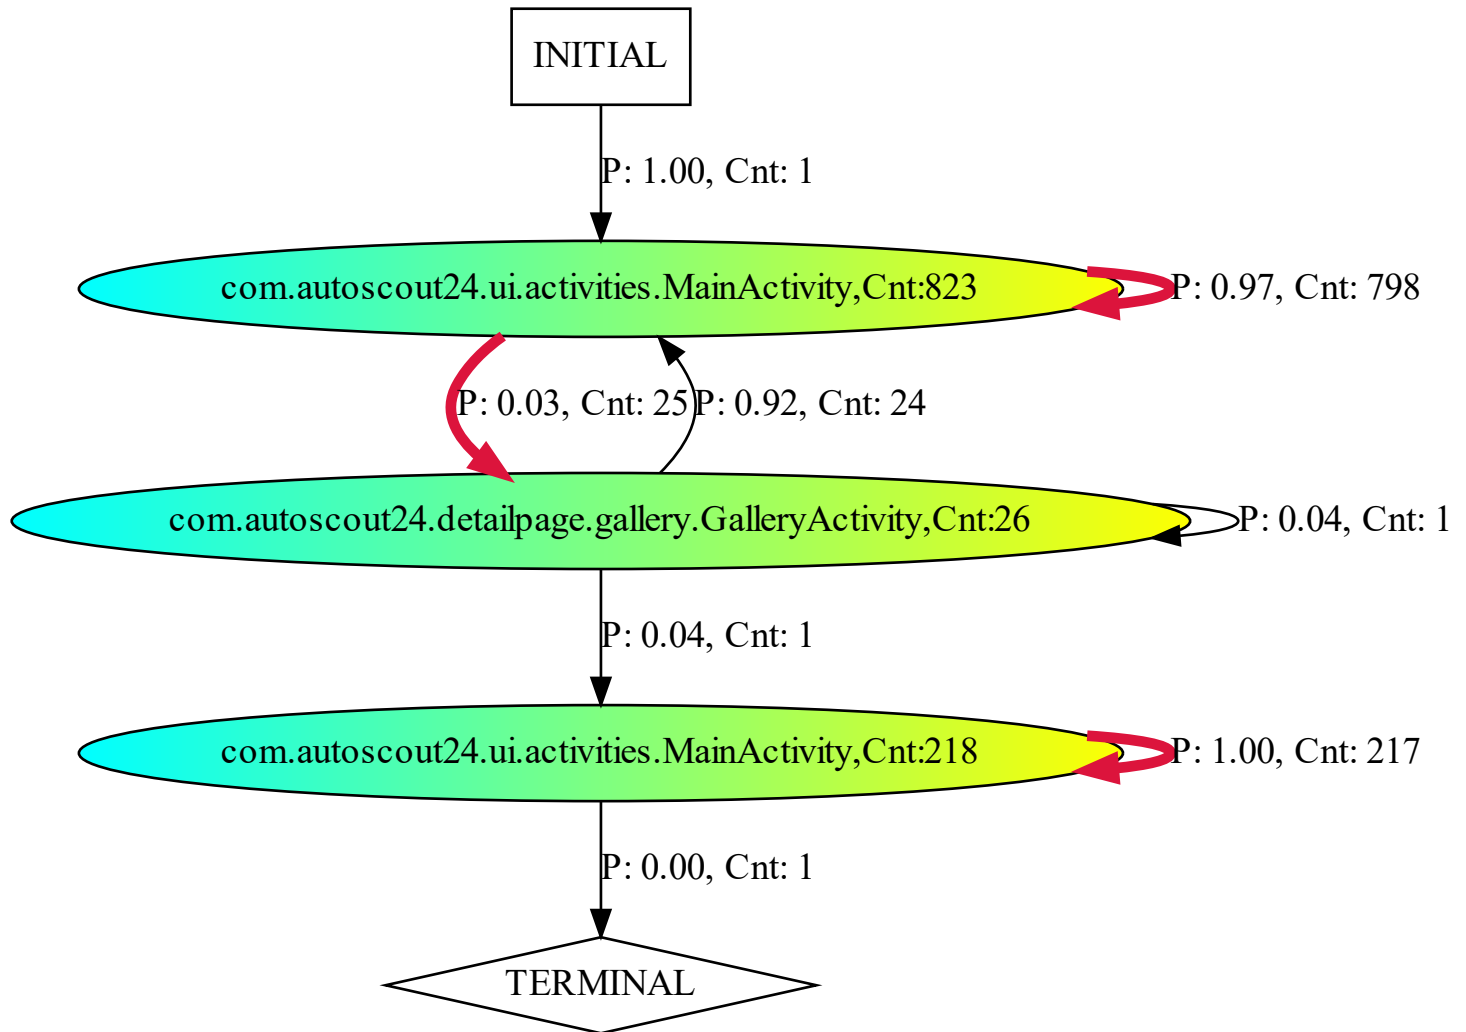 INITIAL
P: 1.00, Cnt: 1
com.autoscout24.ui.activities.MainActivity,Cnt:823
P: 0.97, Cnt: 798
P: 0.03, Cnt: 25
P: 0.92, Cnt: 24
com.autoscout24.detailpage.gallery.GalleryActivity,Cnt:26
P: 0.04, Cnt: 1
P: 0.04, Cnt: 1
com.autoscout24.ui.activities.MainActivity,Cnt:218
P: 1.00, Cnt: 217
P: 0.00, Cnt: 1
TERMINAL